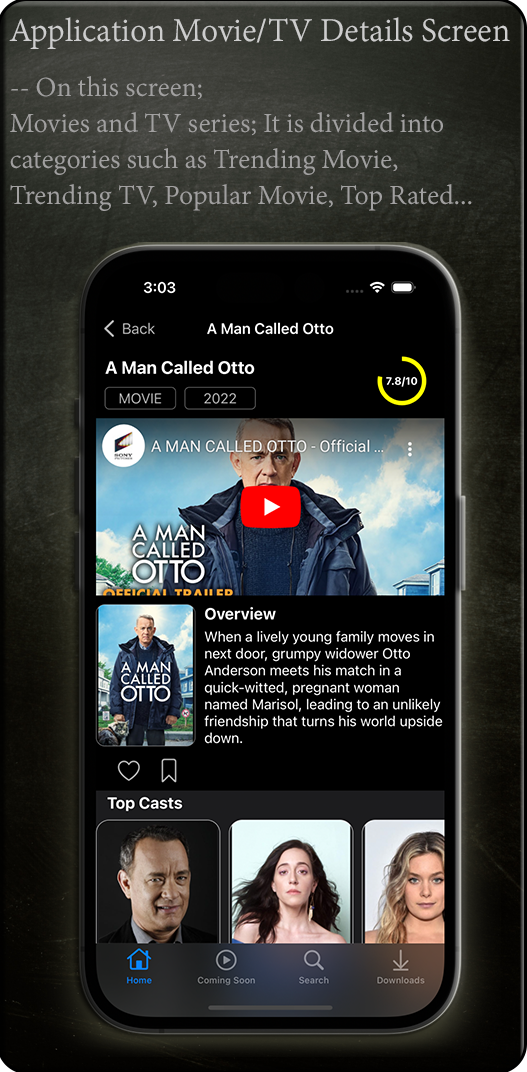 Application Movie/TV Details Screen
-- On this screen;
Movies and TV series; It is divided into
categories such as Trending Movie,
Trending TV, Popular Movie, Top Rated...
3:03
Back
A Man Called Otto
A Man Called Otto
7.8/10
MOVIE
2022
SONY
PICTURES
A MAN CALLED OTTO - Official ...
A MAN
CALLED
OTTO
OFFICIAL TRAILER
Overview
When a lively young family moves in
next door, grumpy widower Otto
Anderson meets his match in a
quick-witted, pregnant woman
named Marisol, leading to an unlikely
friendship that turns his world upside
down.
A MAN
CALLED
OTTO
Top Casts
Home
Coming Soon
Search
Downloads